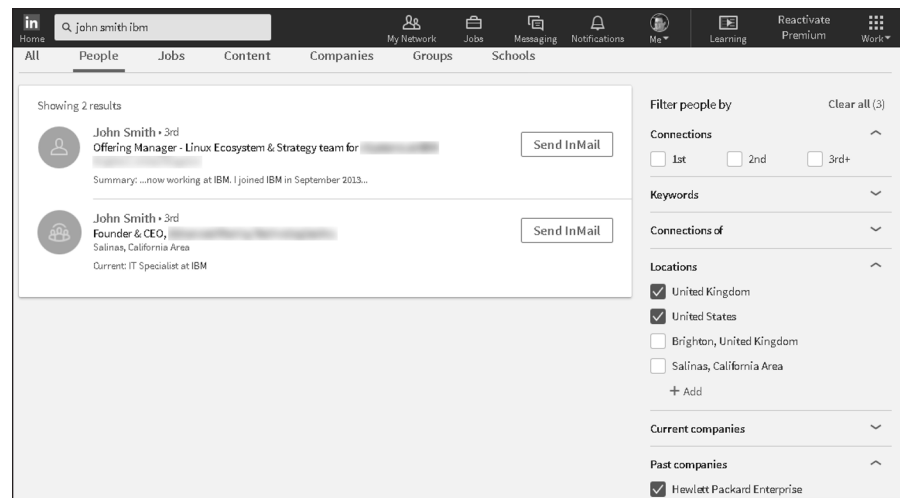 in
john smith ibm
Home
My Network
Jobs
Messaging
Notifications
Me
Learning
Reactivate
Premium
Work
All People Jobs Content Companies Groups Schools
Showing 2 results
John Smith • 3rd
Offering Manager - Linux Ecosystem & Strategy team for
Summary: ...now working at IBM. I joined IBM in September 2013...
Send InMail
John Smith • 3rd
Founder & CEO,
Salinas, California Area
Current: IT Specialist at IBM
Send InMail
Filter people by Clear all (3)
Connections
1st 2nd 3rd+
Keywords
Connections of
Locations
United Kingdom
United States
Brighton, United Kingdom
Salinas, California Area
+ Add
Current companies
Past companies
Hewlett Packard Enterprise